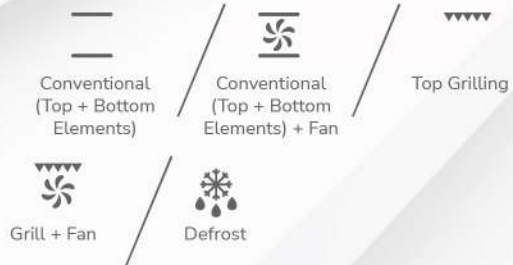 Conventional
(Top + Bottom
Elements)
Conventional
(Top + Bottom
Elements) + Fan
Top Grilling
Grill + Fan
Defrost